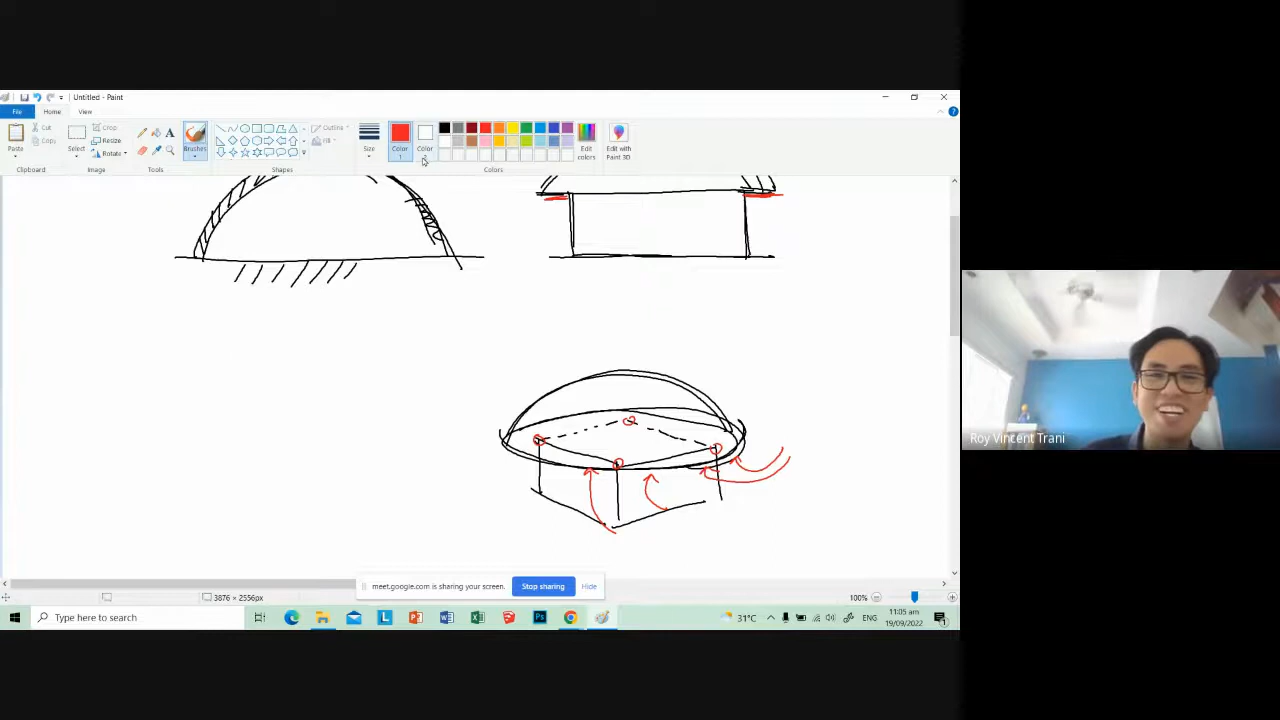 Untitled - Paint
File
Home
View
Paste
Cut
Copy
Clipboard
Select
Crop
Resize
Rotate
Image
Tools
Brushes
Shapes
Outline
Fill
Size
Color
1
Color
Colors
Edit
colors
Edit with
Paint 3D
Roy Vincent Trani
meet.google.com is sharing your screen.
Stop sharing
Hide
3876 × 2556px
100%
Type here to search
31°C
ENG
11:05 am
19/09/2022